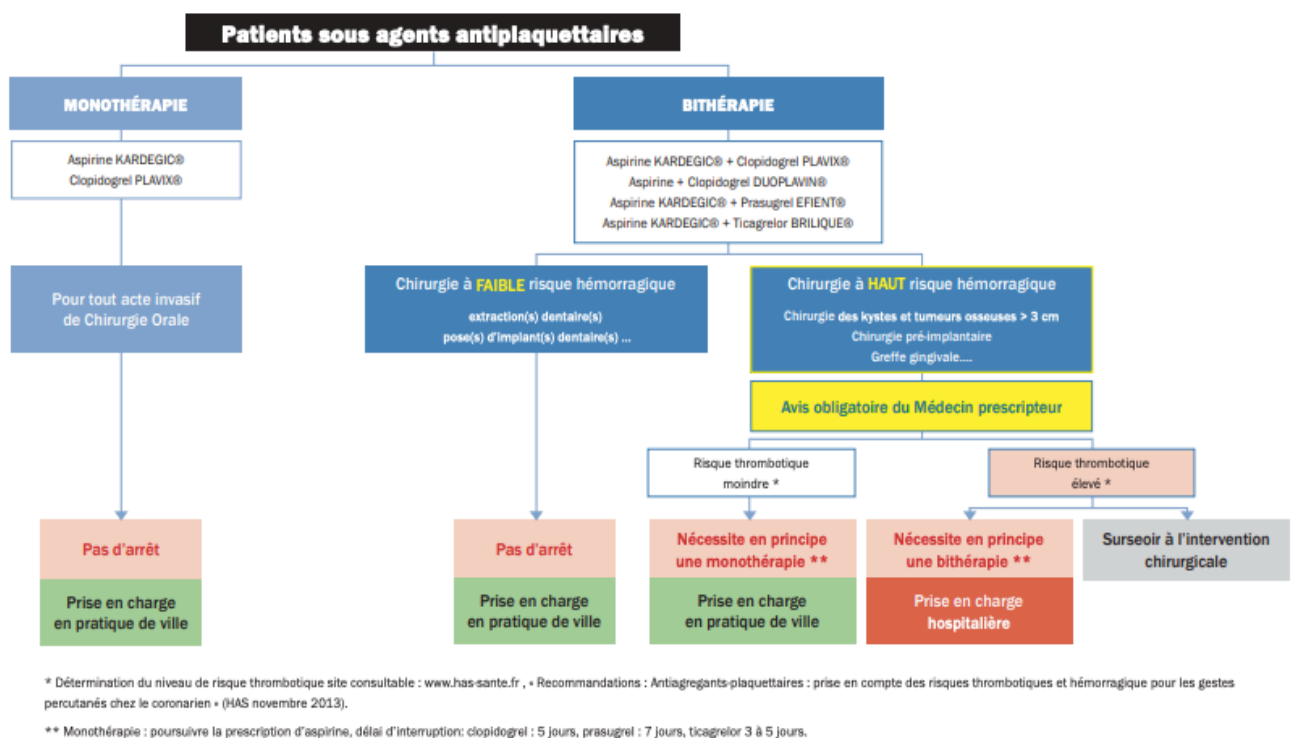 Patients sous agents antiplaquettaires
MONOTHÉRAPIE
Aspirine KARDEGIC®
Clopidogrel PLAVIX®
Pour tout acte invasif
de Chirurgie Orale
Pas d'arrêt
Prise en charge
en pratique de ville
BITHÉRAPIE
Aspirine KARDEGIC® + Clopidogrel PLAVIX®
Aspirine + Clopidogrel DUOPLAVIN®
Aspirine KARDEGIC® + Prasugrel EFIENT®
Aspirine KARDEGIC® + Ticagrelor BRILIQUE®
Chirurgie à FAIBLE risque hémorragique
extraction(s) dentaire(s)
pose(s) d'implant(s) dentaire(s) ...
Pas d'arrêt
Prise en charge
en pratique de ville
Chirurgie à HAUT risque hémorragique
Chirurgie des kystes et tumeurs osseuses > 3 cm
Chirurgie pré-implantaire
Greffe gingivale....
Avis obligatoire du Médecin prescripteur
Risque thrombotique
moindre *
Nécessite en principe
une monothérapie **
Prise en charge
en pratique de ville
Risque thrombotique
élevé *
Nécessite en principe
une bithérapie **
Prise en charge
hospitalière
Surseoir à l'intervention
chirurgicale
* Détermination du niveau de risque thrombotique site consultable : www.has-sante.fr , « Recommandations : Antiagregants-plaquettaires : prise en compte des risques thrombotiques et hémorragique pour les gestes
percutanés chez le coronarien » (HAS novembre 2013).
** Monothérapie : poursuivre la prescription d'aspirine, délai d'interruption: clopidogrel : 5 jours, prasugrel : 7 jours, ticagrelor 3 à 5 jours.